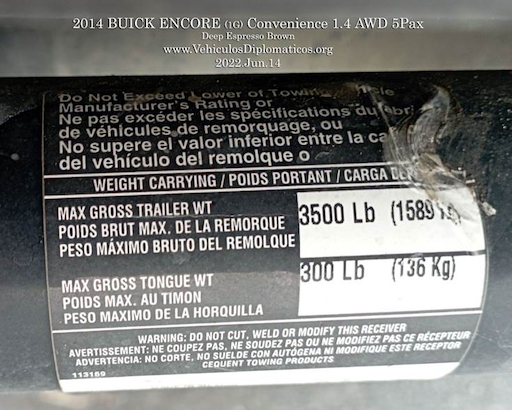 2014 BUICK ENCORE (1G) Convenience 1.4 AWD 5Pax
Deep Espresso Brown
www.VehiculosDiplomaticos.org
2022.Jun.14
Do Not Exceed Lower of Towing
Manufacturer's Rating or
Ne pas excéder les spécifications du
de véhicules de remorquage, ou
No supere el valor inferior entre la
del vehículo del remolque o
WEIGHT CARRYING / POIDS PORTANT / CARGA
MAX GROSS TRAILER WT
POIDS BRUT MAX. DE LA REMORQUE
PESO MÁXIMO BRUTO DEL REMOLQUE
3500 Lb (1589
MAX GROSS TONGUE WT
POIDS MAX. AU TIMON
PESO MAXIMO DE LA HORQUILLA
300 Lb (136 Kg)
WARNING: DO NOT CUT, WELD OR MODIFY THIS RECEIVER
AVERTISSEMENT: NE COUPEZ PAS, NE SOUDEZ PAS OU NE MODIFIEZ PAS CE RÉCEPTEUR
ADVERTENCIA: NO CORTE, NO SUELDE CON AUTÓGENA NI MODIFIQUE ESTE RECEPTOR
CEQUENT TOWING PRODUCTS
113169